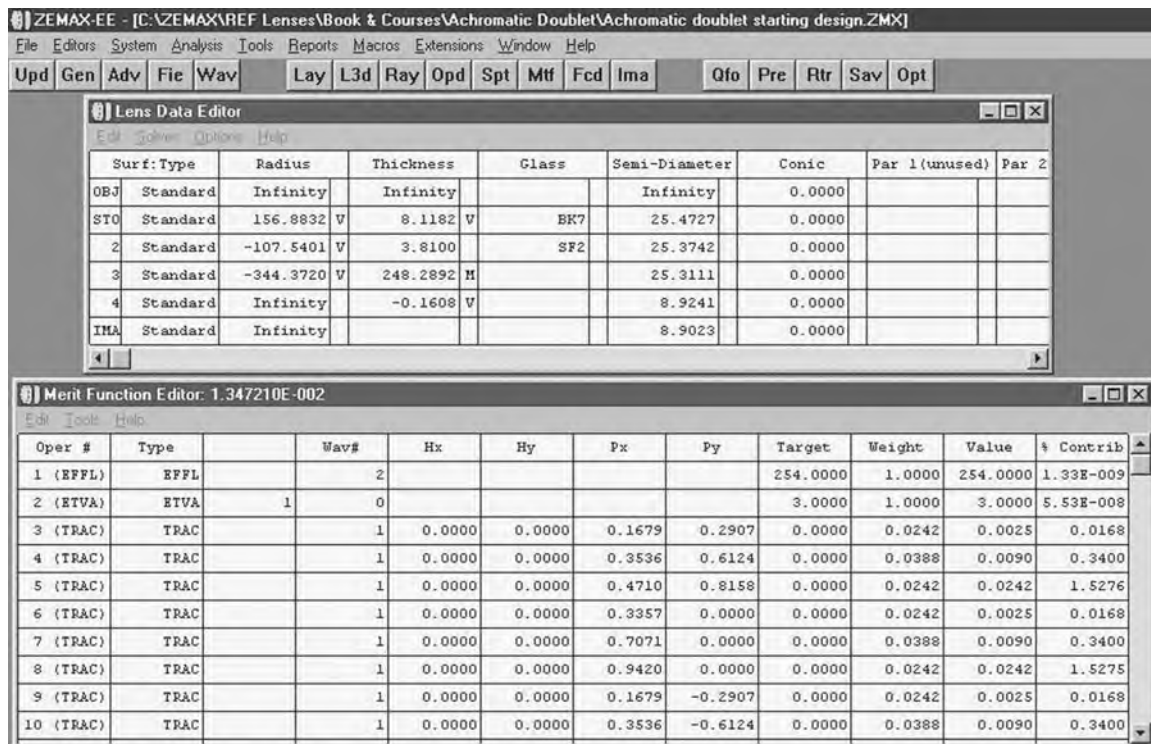 ZEMAX-EE - [C:\ZEMAX\REF Lenses\Book & Courses\Achromatic Doublet\Achromatic doublet starting design.ZMX]
File Editors System Analysis Tools Reports Macros Extensions Window Help
Upd Gen Adv Fie Wav Lay L3d Ray Opd Spt Mtf Fcd Ima Qfo Pre Rtr Sav Opt
Lens Data Editor
Edit Solves Options Help
Surf:Type Radius Thickness Glass Semi-Diameter Conic Par 1(unused) Par 2
OBJ Standard Infinity Infinity Infinity 0.0000
STO Standard 156.8832 V 8.1182 V BK7 25.4727 0.0000
2 Standard -107.5401 V 3.8100 SF2 25.3742 0.0000
3 Standard -344.3720 V 248.2892 M 25.3111 0.0000
4 Standard Infinity -0.1608 V 8.9241 0.0000
IMA Standard Infinity 8.9023 0.0000
Merit Function Editor: 1.347210E-002
Edit Tools Help
Oper # Type Wav# Hx Hy Px Py Target Weight Value % Contrib
1 (EFFL) EFFL 2 254.0000 1.0000 254.0000 1.33E-009
2 (ETVA) ETVA 1 0 3.0000 1.0000 3.0000 5.53E-008
3 (TRAC) TRAC 1 0.0000 0.0000 0.1679 0.2907 0.0000 0.0242 0.0025 0.0168
4 (TRAC) TRAC 1 0.0000 0.0000 0.3536 0.6124 0.0000 0.0388 0.0090 0.3400
5 (TRAC) TRAC 1 0.0000 0.0000 0.4710 0.8158 0.0000 0.0242 0.0242 1.5276
6 (TRAC) TRAC 1 0.0000 0.0000 0.3357 0.0000 0.0000 0.0242 0.0025 0.0168
7 (TRAC) TRAC 1 0.0000 0.0000 0.7071 0.0000 0.0000 0.0388 0.0090 0.3400
8 (TRAC) TRAC 1 0.0000 0.0000 0.9420 0.0000 0.0000 0.0242 0.0242 1.5275
9 (TRAC) TRAC 1 0.0000 0.0000 0.1679 -0.2907 0.0000 0.0242 0.0025 0.0168
10 (TRAC) TRAC 1 0.0000 0.0000 0.3536 -0.6124 0.0000 0.0388 0.0090 0.3400